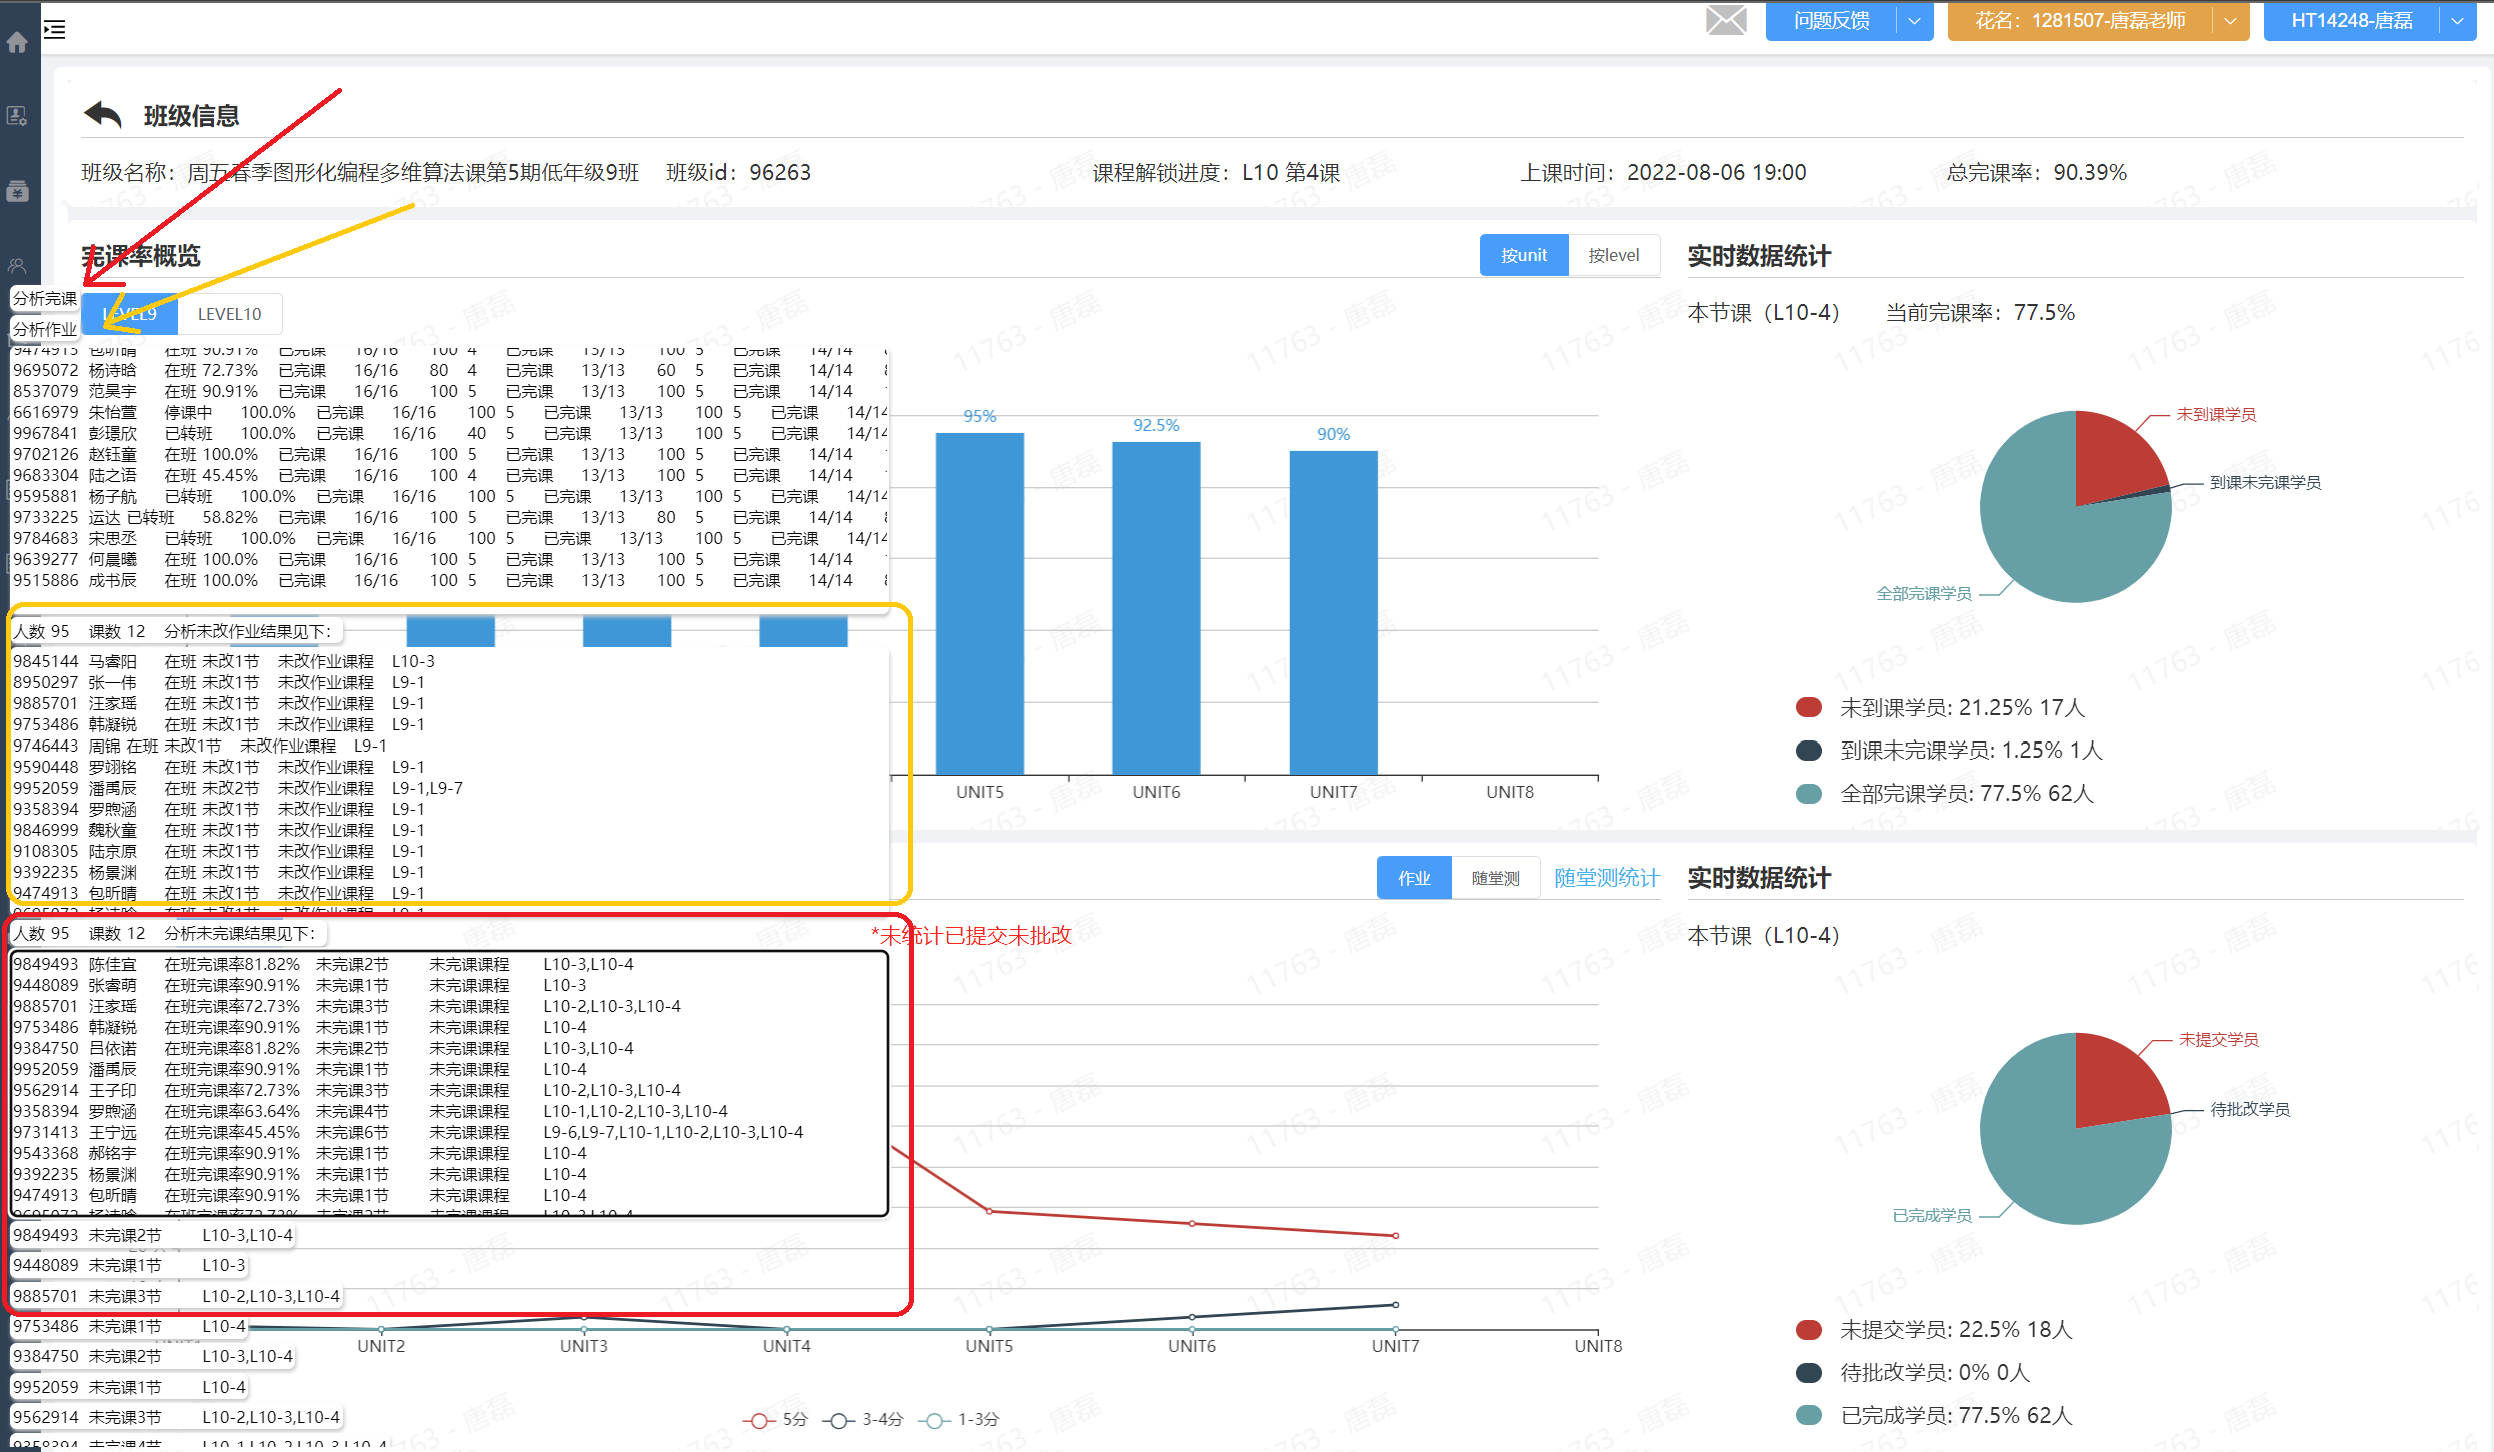 问题反馈
花名：1281507-唐磊老师
HT14248-唐磊
班级信息
班级名称：周五春季图形化编程多维算法课第5期低年级9班 班级id：96263 课程解锁进度：L10 第4课 上课时间：2022-08-06 19:00 总完课率：90.39%
完课率概览
按unit 按level
分析完课
分析作业
LEVEL9 LEVEL10
9474913 包昕晴 在班 90.91% 已完课 16/16 100 4 已完课 13/13 100 5 已完课 14/14
9695072 杨诗晗 在班 72.73% 已完课 16/16 80 4 已完课 13/13 60 5 已完课 14/14
8537079 范昊宇 在班 90.91% 已完课 16/16 100 5 已完课 13/13 100 5 已完课 14/14
6616979 朱怡萱 停课中 100.0% 已完课 16/16 100 5 已完课 13/13 100 5 已完课 14/14
9967841 彭璟欣 已转班 100.0% 已完课 16/16 40 5 已完课 13/13 100 5 已完课 14/14
9702126 赵钰童 在班 100.0% 已完课 16/16 100 5 已完课 13/13 100 5 已完课 14/14
9683304 陆之语 在班 45.45% 已完课 16/16 100 4 已完课 13/13 100 5 已完课 14/14
9595881 杨子航 已转班 100.0% 已完课 16/16 100 5 已完课 13/13 100 5 已完课 14/14
9733225 运达 已转班 58.82% 已完课 16/16 100 5 已完课 13/13 80 5 已完课 14/14
9784683 宋思丞 已转班 100.0% 已完课 16/16 100 5 已完课 13/13 100 5 已完课 14/14
9639277 何晨曦 在班 100.0% 已完课 16/16 100 5 已完课 13/13 100 5 已完课 14/14
9515886 成书辰 在班 100.0% 已完课 16/16 100 5 已完课 13/13 100 5 已完课 14/14
人数 95 课数 12 分析未改作业结果见下：
9845144 马睿阳 在班 未改1节 未改作业课程 L10-3
8950297 张一伟 在班 未改1节 未改作业课程 L9-1
9885701 汪家瑶 在班 未改1节 未改作业课程 L9-1
9753486 韩凝锐 在班 未改1节 未改作业课程 L9-1
9746443 周锦 在班 未改1节 未改作业课程 L9-1
9590448 罗翊铭 在班 未改1节 未改作业课程 L9-1
9952059 潘禹辰 在班 未改2节 未改作业课程 L9-1,L9-7
9358394 罗煦涵 在班 未改1节 未改作业课程 L9-1
9846999 魏秋童 在班 未改1节 未改作业课程 L9-1
9108305 陆京原 在班 未改1节 未改作业课程 L9-1
9392235 杨景渊 在班 未改1节 未改作业课程 L9-1
9474913 包昕晴 在班 未改1节 未改作业课程 L9-1
95% 92.5% 90%
UNIT5 UNIT6 UNIT7 UNIT8
实时数据统计
本节课（L10-4） 当前完课率：77.5%
未到课学员
到课未完课学员
全部完课学员
未到课学员: 21.25% 17人
到课未完课学员: 1.25% 1人
全部完课学员: 77.5% 62人
作业 随堂测 随堂测统计
人数 95 课数 12 分析未完课结果见下：
*未统计已提交未批改
9849493 陈佳宜 在班完课率81.82% 未完课2节 未完课课程 L10-3,L10-4
9448089 张睿萌 在班完课率90.91% 未完课1节 未完课课程 L10-3
9885701 汪家瑶 在班完课率72.73% 未完课3节 未完课课程 L10-2,L10-3,L10-4
9753486 韩凝锐 在班完课率90.91% 未完课1节 未完课课程 L10-4
9384750 吕依诺 在班完课率81.82% 未完课2节 未完课课程 L10-3,L10-4
9952059 潘禹辰 在班完课率90.91% 未完课1节 未完课课程 L10-4
9562914 王子印 在班完课率72.73% 未完课3节 未完课课程 L10-2,L10-3,L10-4
9358394 罗煦涵 在班完课率63.64% 未完课4节 未完课课程 L10-1,L10-2,L10-3,L10-4
9731413 王宁远 在班完课率45.45% 未完课6节 未完课课程 L9-6,L9-7,L10-1,L10-2,L10-3,L10-4
9543368 郝铭宇 在班完课率90.91% 未完课1节 未完课课程 L10-4
9392235 杨景渊 在班完课率90.91% 未完课1节 未完课课程 L10-4
9474913 包昕晴 在班完课率90.91% 未完课1节 未完课课程 L10-4
9849493 未完课2节 L10-3,L10-4
9448089 未完课1节 L10-3
9885701 未完课3节 L10-2,L10-3,L10-4
9753486 未完课1节 L10-4
9384750 未完课2节 L10-3,L10-4
9952059 未完课1节 L10-4
9562914 未完课3节 L10-2,L10-3,L10-4
9358394 未完课4节 L10-1,L10-2,L10-3,L10-4
UNIT2 UNIT3 UNIT4 UNIT5 UNIT6 UNIT7 UNIT8
5分 3-4分 1-3分
实时数据统计
本节课（L10-4）
未提交学员
待批改学员
已完成学员
未提交学员: 22.5% 18人
待批改学员: 0% 0人
已完成学员: 77.5% 62人
11763 - 唐磊